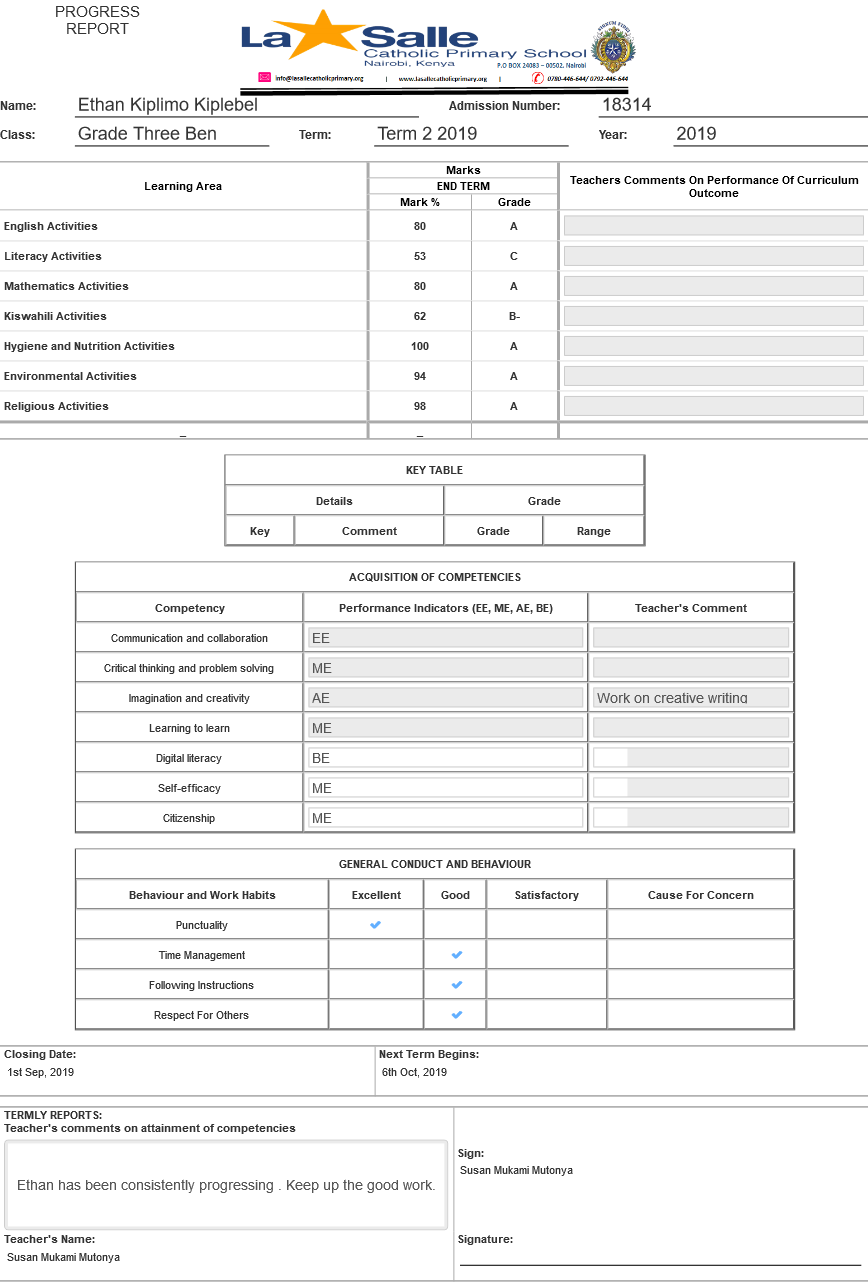 PROGRESS
REPORT
La Salle
Catholic Primary School
Nairobi, Kenya
P.O BOX 24083 – 00502, Nairobi
info@lasallecatholicprimary.org | www.lasallecatholicprimary.org | 0780-446-644/ 0792-446-644
Name: Ethan Kiplimo Kiplebel Admission Number: 18314
Class: Grade Three Ben Term: Term 2 2019 Year: 2019
Learning Area Marks Teachers Comments On Performance Of Curriculum Outcome
END TERM
Mark % Grade
English Activities 80 A
Literacy Activities 53 C
Mathematics Activities 80 A
Kiswahili Activities 62 B-
Hygiene and Nutrition Activities 100 A
Environmental Activities 94 A
Religious Activities 98 A
_ _
KEY TABLE
Details Grade
Key Comment Grade Range
ACQUISITION OF COMPETENCIES
Competency Performance Indicators (EE, ME, AE, BE) Teacher's Comment
Communication and collaboration EE
Critical thinking and problem solving ME
Imagination and creativity AE Work on creative writing
Learning to learn ME
Digital literacy BE
Self-efficacy ME
Citizenship ME
GENERAL CONDUCT AND BEHAVIOUR
Behaviour and Work Habits Excellent Good Satisfactory Cause For Concern
Punctuality
Time Management
Following Instructions
Respect For Others
Closing Date: Next Term Begins:
1st Sep, 2019 6th Oct, 2019
TERMLY REPORTS:
Teacher's comments on attainment of competencies
Ethan has been consistently progressing . Keep up the good work.
Sign:
Susan Mukami Mutonya
Teacher's Name: Signature:
Susan Mukami Mutonya